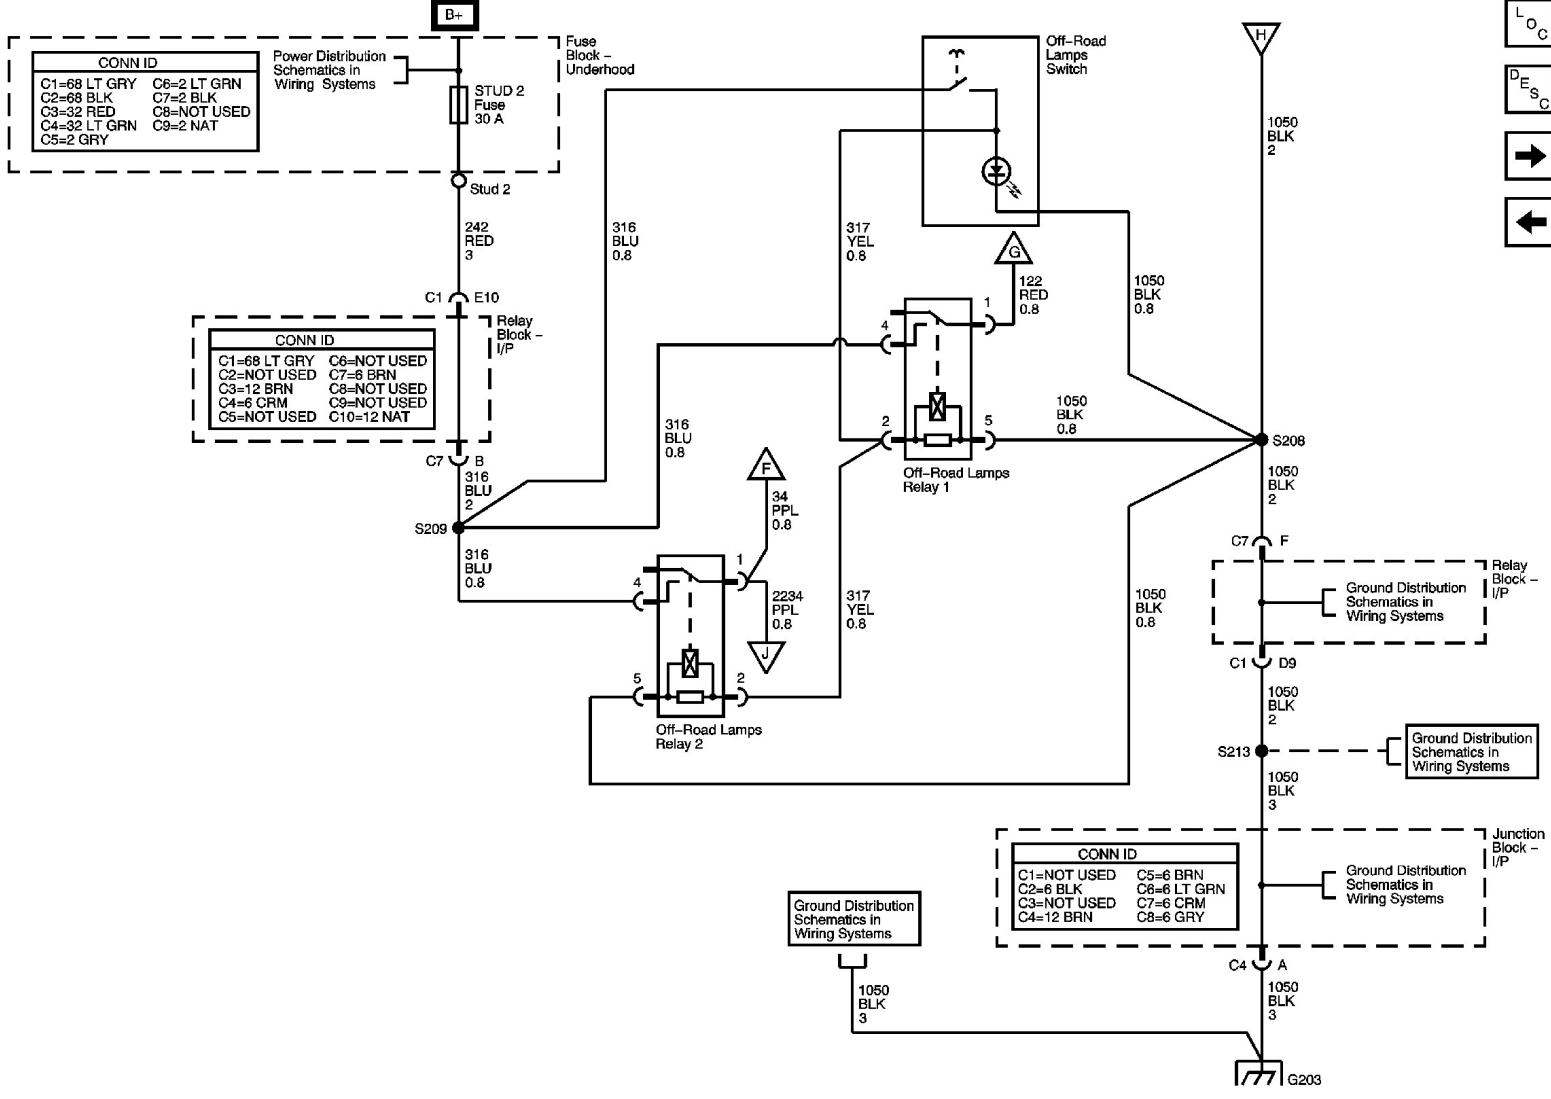 B+
Fuse
Block –
Underhood
CONN ID
C1=68 LT GRY C6=2 LT GRN
C2=68 BLK C7=2 BLK
C3=32 RED C8=NOT USED
C4=32 LT GRN C9=2 NAT
C5=2 GRY
Power Distribution
Schematics in
Wiring Systems
STUD 2
Fuse
30 A
Stud 2
242
RED
3
C1 E10
Relay
Block –
I/P
CONN ID
C1=68 LT GRY C6=NOT USED
C2=NOT USED C7=6 BRN
C3=12 BRN C8=NOT USED
C4=6 CRM C9=NOT USED
C5=NOT USED C10=12 NAT
C7 B
316
BLU
2
S209
316
BLU
0.8
316
BLU
0.8
316
BLU
0.8
Off–Road
Lamps
Switch
317
YEL
0.8
G
122
RED
0.8
1050
BLK
0.8
4
1
2
5
Off–Road Lamps
Relay 1
1050
BLK
0.8
F
34
PPL
0.8
2234
PPL
0.8
J
4
1
5
2
Off–Road Lamps
Relay 2
317
YEL
0.8
1050
BLK
0.8
H
1050
BLK
2
S208
1050
BLK
2
C7 F
Relay
Block –
I/P
Ground Distribution
Schematics in
Wiring Systems
C1 D9
1050
BLK
2
S213
Ground Distribution
Schematics in
Wiring Systems
1050
BLK
3
Junction
Block –
I/P
CONN ID
C1=NOT USED C5=6 BRN
C2=6 BLK C6=6 LT GRN
C3=NOT USED C7=6 CRM
C4=12 BRN C8=6 GRY
Ground Distribution
Schematics in
Wiring Systems
C4 A
1050
BLK
3
Ground Distribution
Schematics in
Wiring Systems
1050
BLK
3
G203
LOC
DESC